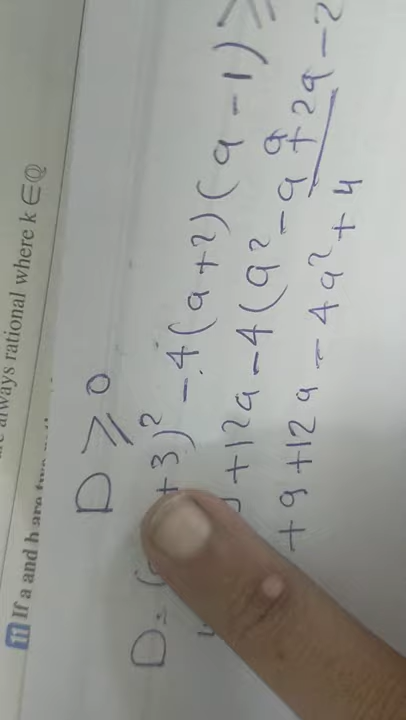 always rational where k ∈ ℚ
11 If a and b are two
D ≥ 0
D = ( +3)² - 4(a+2)(a-1) ≥
+12a - 4(a² - a + 2a - 2
+9 + 12a - 4a² + 4